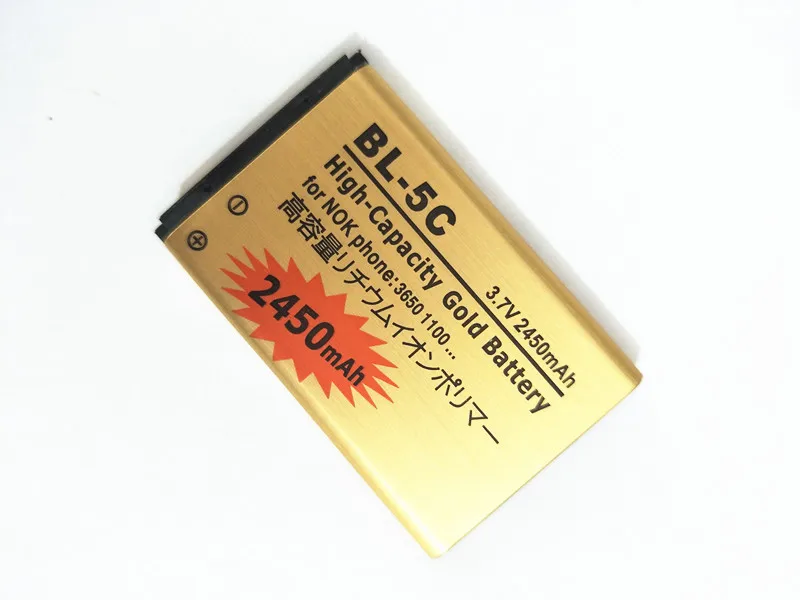 BL-5C
3.7V 2450mAh
High-Capacity Gold Battery
for NOK phone: 3650 1100 ...
高容量リチウムイオンポリマー
2450mAh